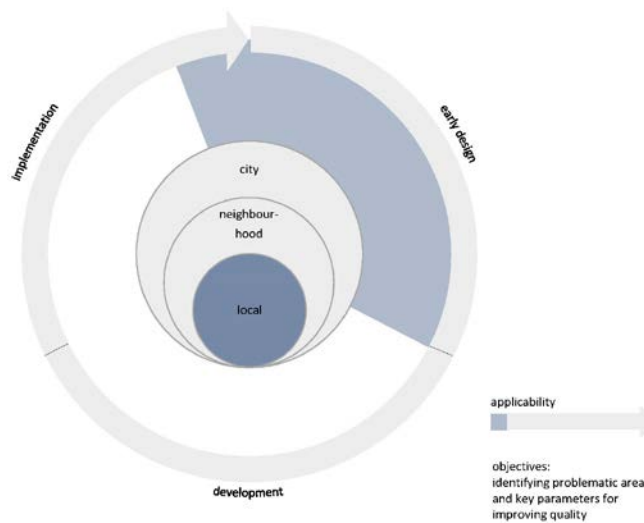 implementation
early design
city
neighbour-
hood
local
development
applicability
objectives:
identifying problematic area
and key parameters for
improving quality